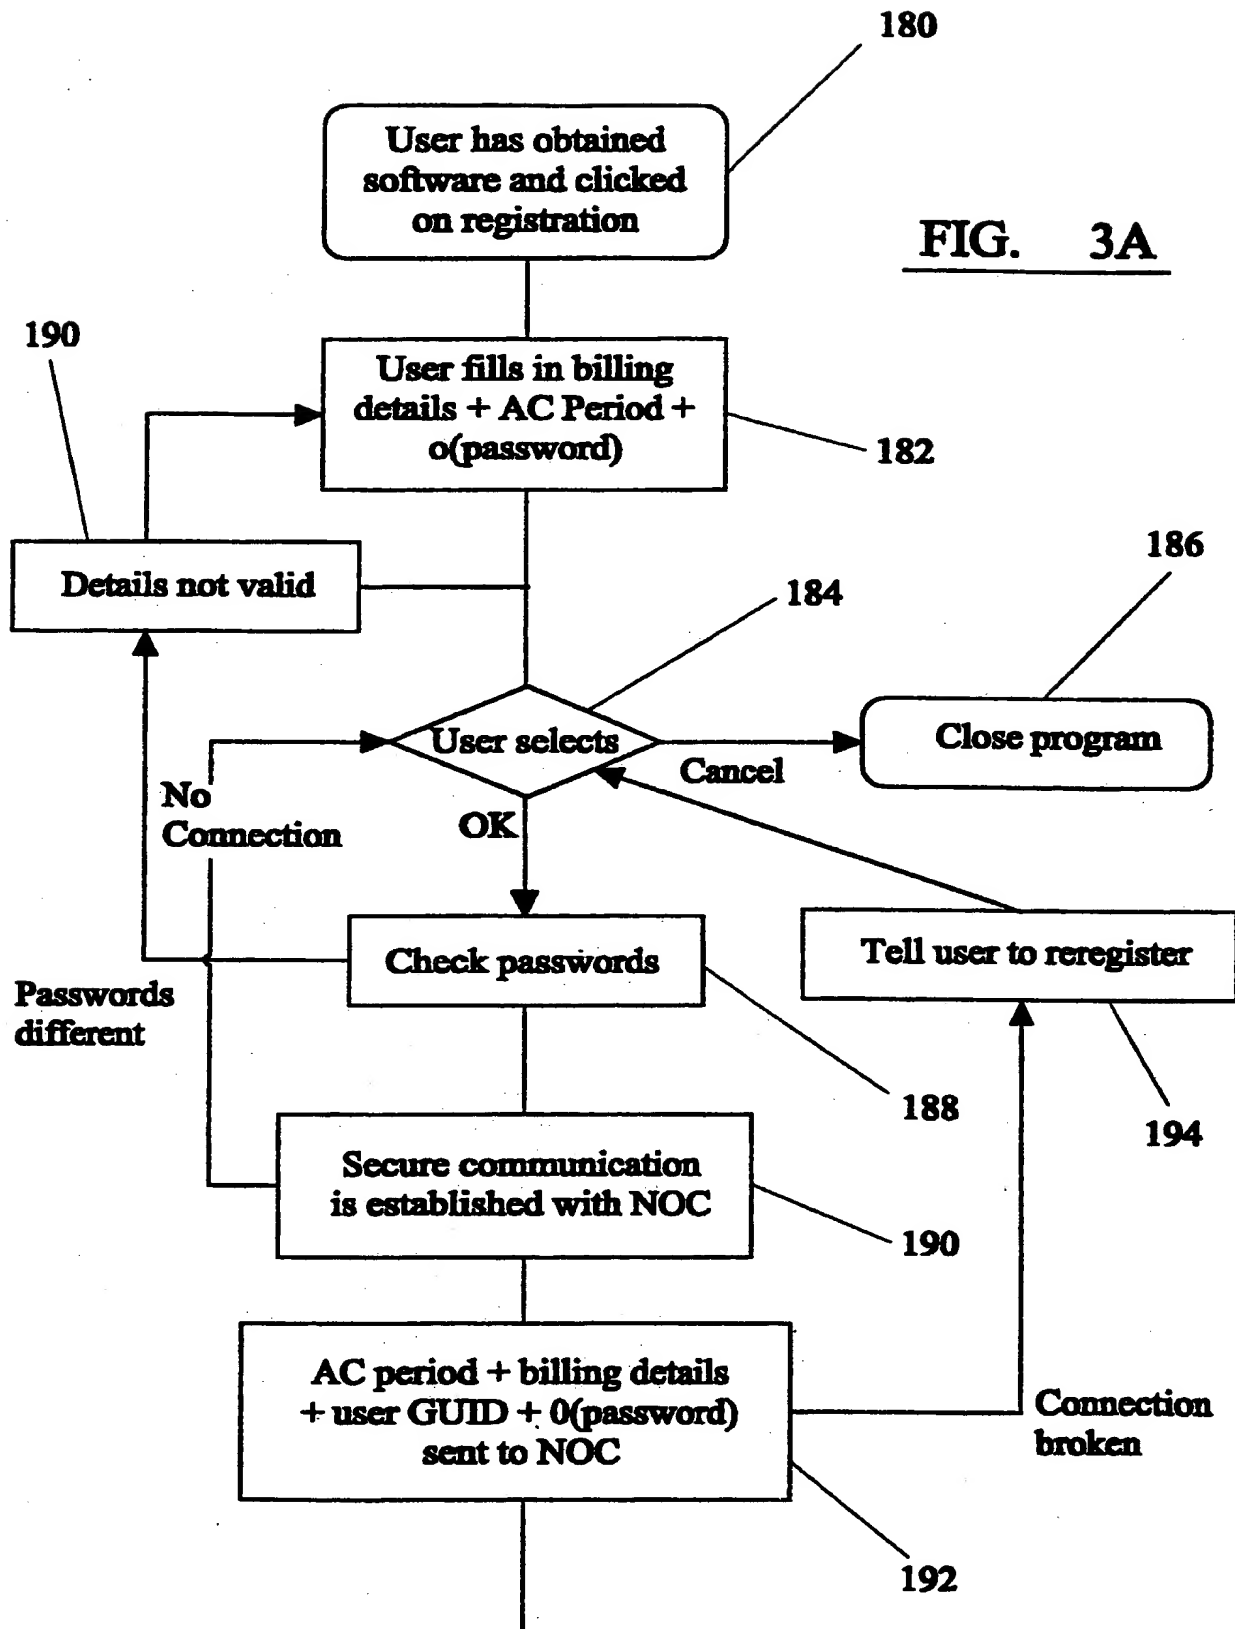 180
User has obtained
software and clicked
on registration
FIG. 3A
190
User fills in billing
details + AC Period +
o(password)
182
Details not valid
186
184
User selects
Close program
Cancel
No
Connection
OK
Check passwords
Tell user to reregister
Passwords
different
188
194
Secure communication
is established with NOC
190
AC period + billing details
+ user GUID + 0(password)
sent to NOC
Connection
broken
192